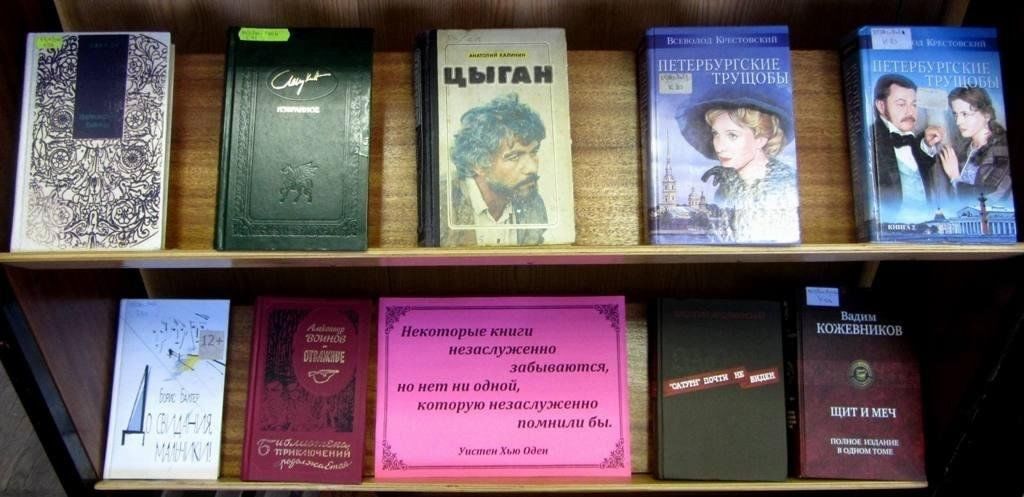 ИЗБРАННОЕ
АНАТОЛИЙ КАЛИНИН
ЦЫГАН
ВСЕВОЛОД КРЕСТОВСКИЙ
ПЕТЕРБУРГСКИЕ
ТРУЩОБЫ
КРЕСТОВСКИЙ
ПЕТЕРБУРГСКИЕ
ТРУЩОБЫ
КНИГА 2
12+
БОРИС БАЛТЕР
ДО СВИДАНИЯ,
МАЛЬЧИКИ!
Александр
ВОИНОВ
ОТВАЖНЫЕ
Библиотека
ПРИКЛЮЧЕНИЙ
продолжается
Некоторые книги
незаслуженно
забываются,
но нет ни одной,
которую незаслуженно
помнили бы.
Уистен Хью Оден
"САТУРН" ПОЧТИ НЕ ВИДЕН
Вадим
КОЖЕВНИКОВ
ЩИТ И МЕЧ
ПОЛНОЕ ИЗДАНИЕ
В ОДНОМ ТОМЕ